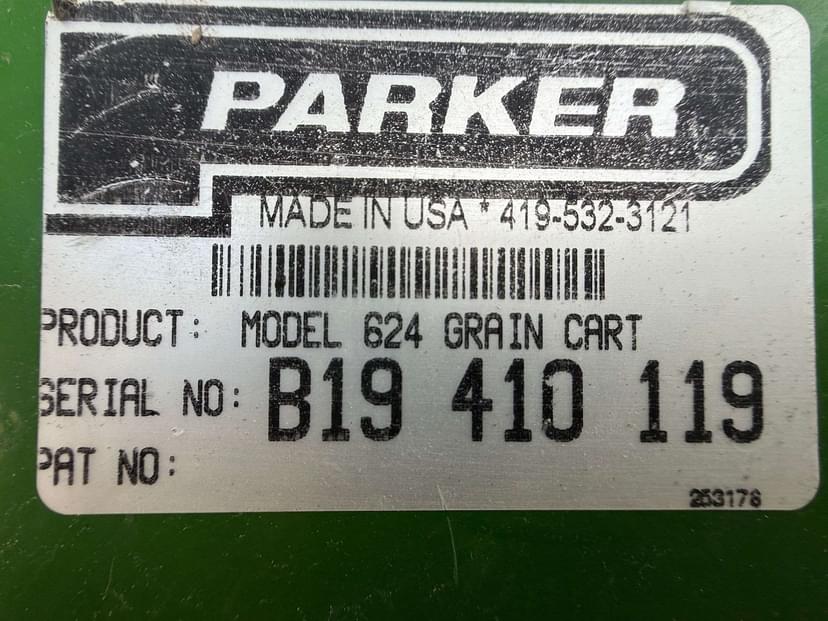 PARKER
MADE IN USA * 419-532-3121
PRODUCT: MODEL 624 GRAIN CART
SERIAL NO: B19 410 119
PAT NO:
253176